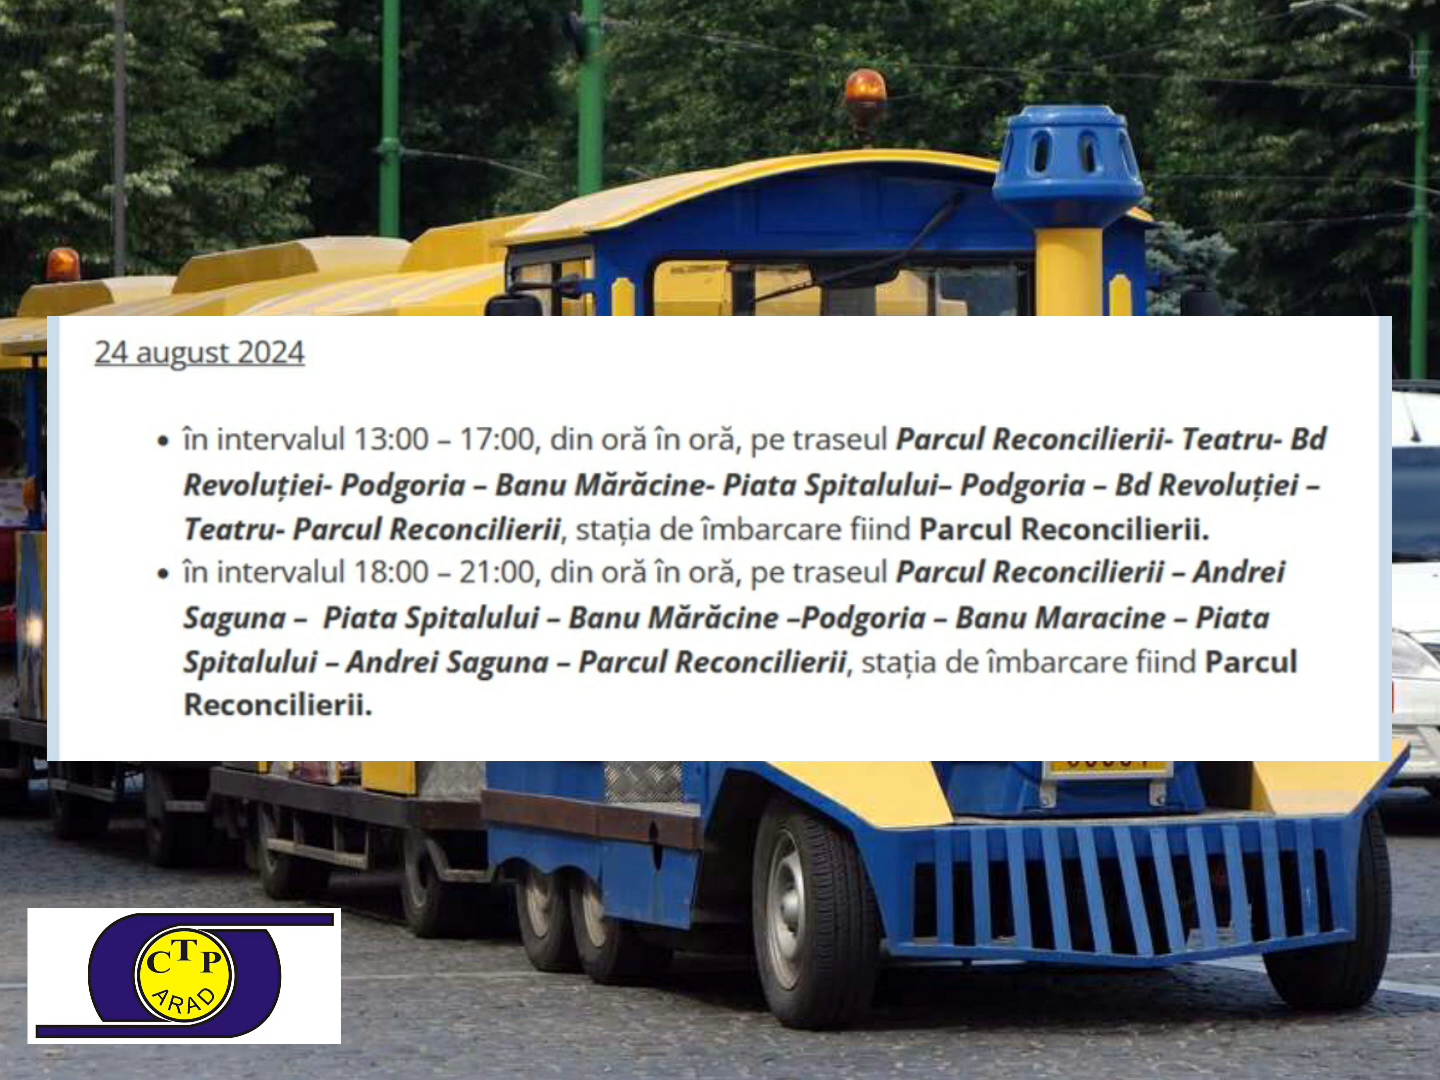 24 august 2024
• în intervalul 13:00 – 17:00, din oră în oră, pe traseul Parcul Reconcilierii- Teatru- Bd
Revoluției- Podgoria – Banu Mărăcine- Piata Spitalului– Podgoria – Bd Revoluției –
Teatru- Parcul Reconcilierii, stația de îmbarcare fiind Parcul Reconcilierii.
• în intervalul 18:00 – 21:00, din oră în oră, pe traseul Parcul Reconcilierii – Andrei
Saguna –  Piata Spitalului – Banu Mărăcine –Podgoria – Banu Maracine – Piata
Spitalului – Andrei Saguna – Parcul Reconcilierii, stația de îmbarcare fiind Parcul
Reconcilierii.
CTP
ARAD